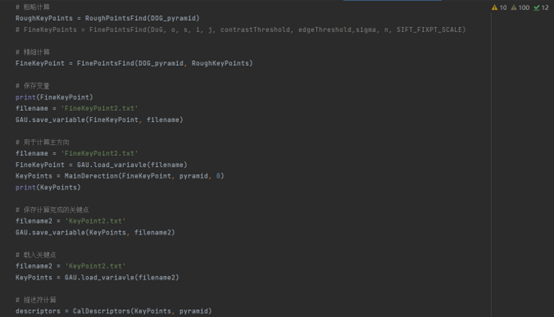 # 粗略计算
RoughKeyPoints = RoughPointsFind(DOG_pyramid)
# FineKeyPoints = FinePointsFind(DoG, o, s, i, j, contrastThreshold, edgeThreshold,sigma, n, SIFT_FIXPT_SCALE)
# 精细计算
FineKeyPoint = FinePointsFind(DOG_pyramid, RoughKeyPoints)
# 保存变量
print(FineKeyPoint)
filename = 'FineKeyPoint2.txt'
GAU.save_variable(FineKeyPoint, filename)
# 用于计算主方向
filename = 'FineKeyPoint2.txt'
FineKeyPoint = GAU.load_variavle(filename)
KeyPoints = MainDerection(FineKeyPoint, pyramid, 0)
print(KeyPoints)
# 保存计算完成的关键点
filename2 = 'KeyPoint2.txt'
GAU.save_variable(KeyPoints, filename2)
# 载入关键点
filename2 = 'KeyPoint2.txt'
KeyPoints = GAU.load_variavle(filename2)
# 描述符计算
descriptors = CalDescriptors(KeyPoints, pyramid)
10 100 12